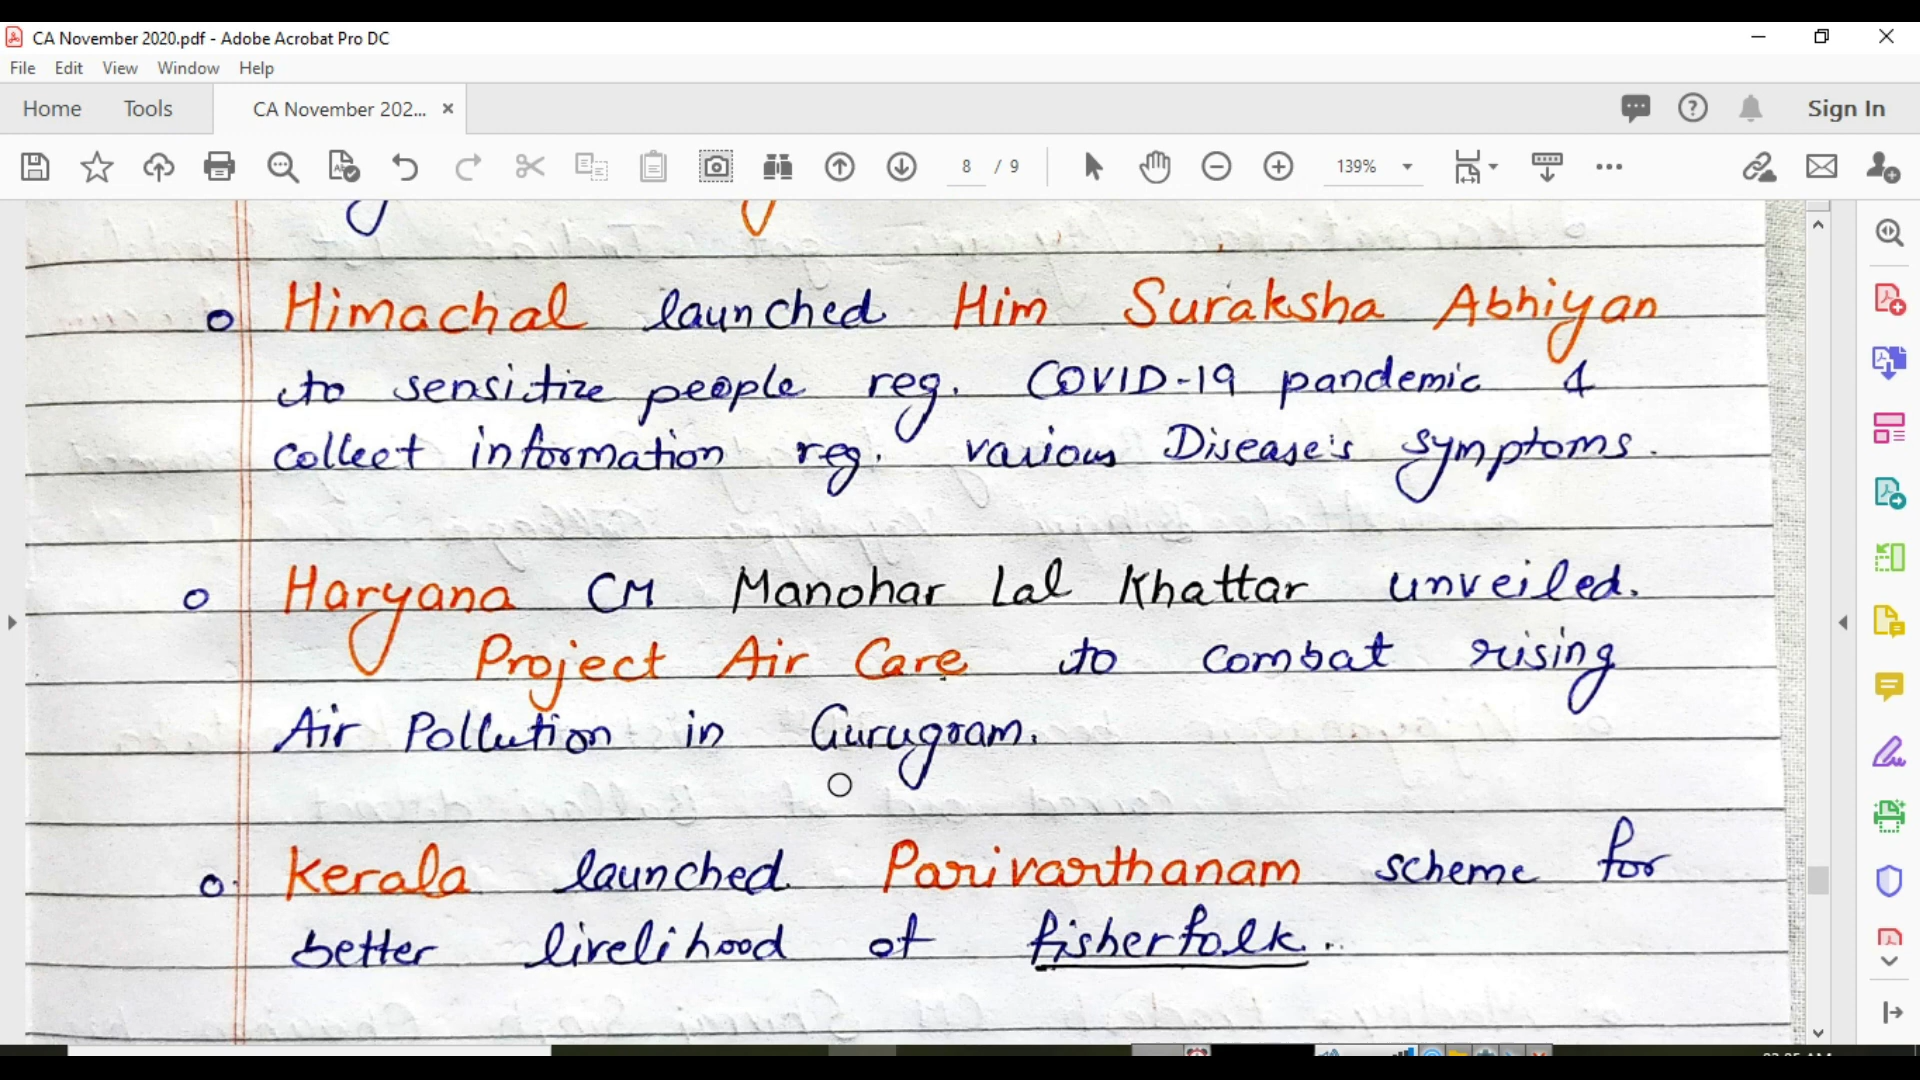 CA November 2020.pdf - Adobe Acrobat Pro DC
File Edit View Window Help
Home Tools CA November 202... × Sign In
8 / 9 139%
Himachal launched Him Suraksha Abhiyan
to sensitize people reg. COVID-19 pandemic &
collect information reg. various Disease's symptoms.
Haryana CM Manohar Lal Khattar unveiled.
Project Air Care to combat rising
Air Pollution in Gurugram.
Kerala launched Parivarthanam scheme for
better livelihood of fisherfolk.